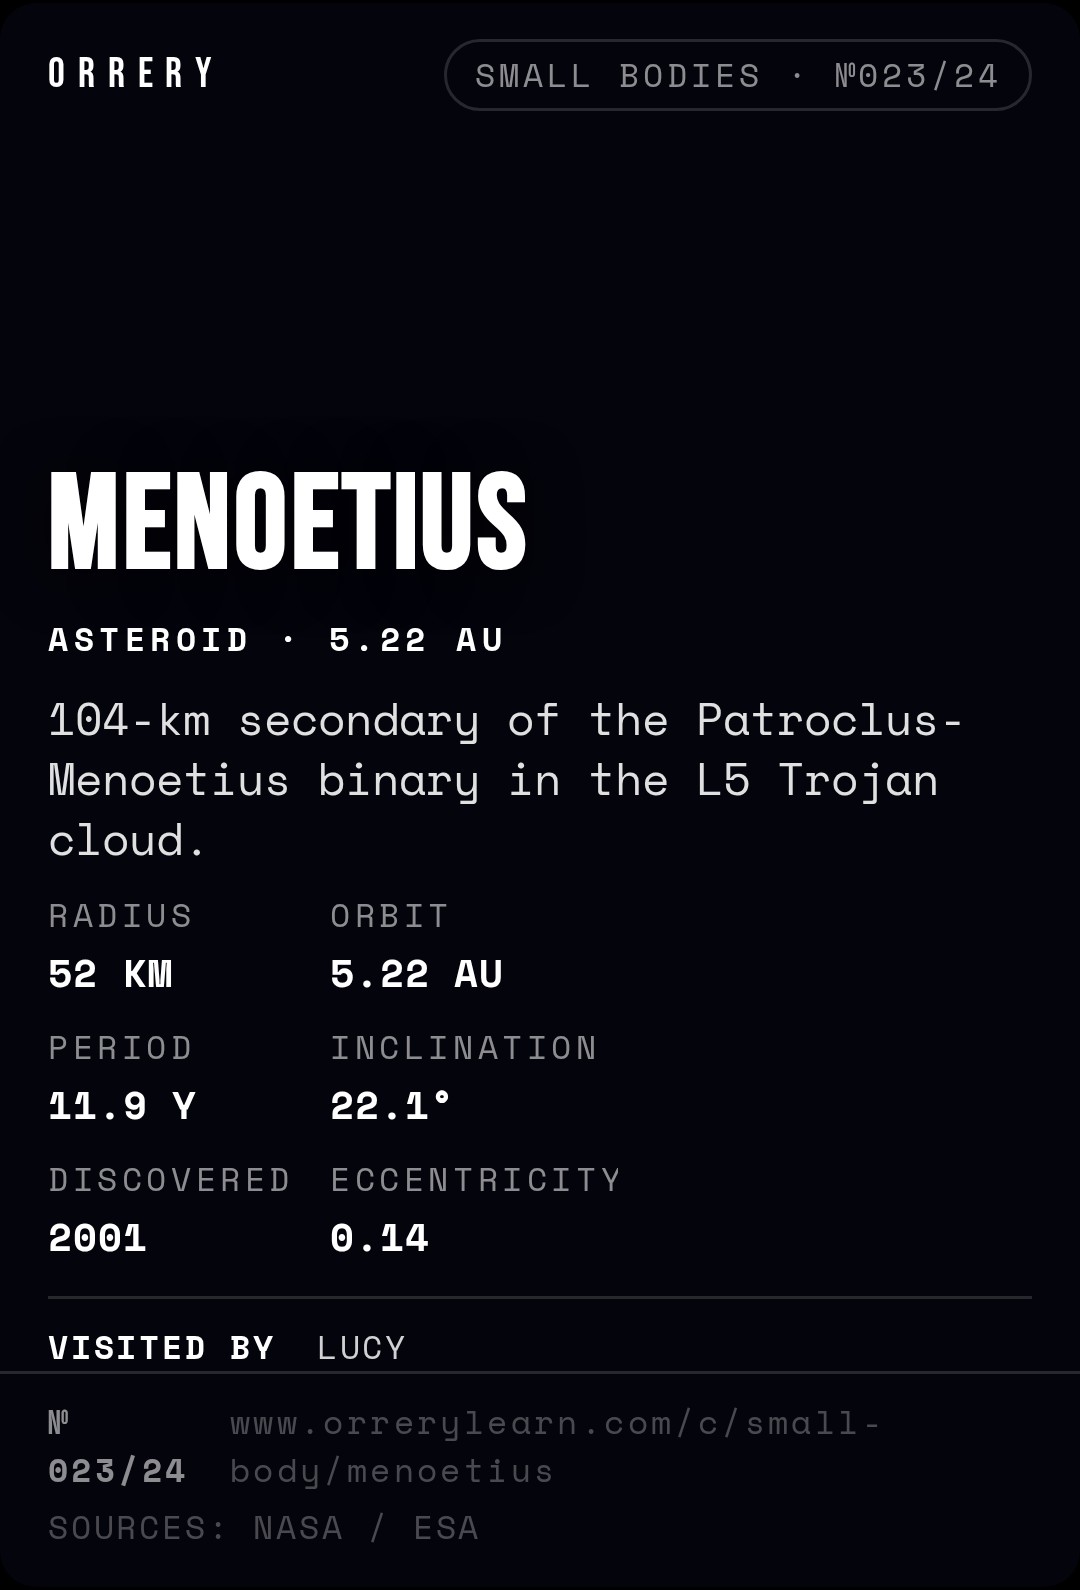 ORRERY
SMALL BODIES · №023/24
MENOETIUS
ASTEROID · 5.22 AU
104-km secondary of the Patroclus-
Menoetius binary in the L5 Trojan
cloud.
RADIUS ORBIT
52 KM 5.22 AU
PERIOD INCLINATION
11.9 Y 22.1°
DISCOVERED ECCENTRICITY
2001 0.14
VISITED BY LUCY
№ www.orrerylearn.com/c/small-
023/24 body/menoetius
SOURCES: NASA / ESA